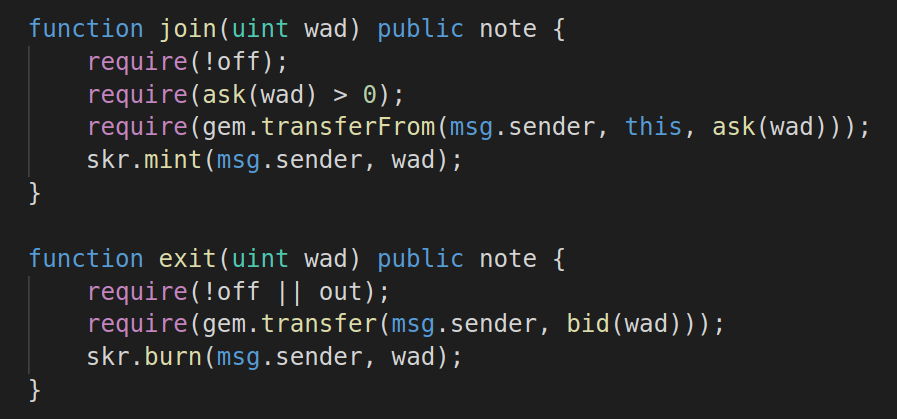 function join(uint wad) public note {
    require(!off);
    require(ask(wad) > 0);
    require(gem.transferFrom(msg.sender, this, ask(wad)));
    skr.mint(msg.sender, wad);
}

function exit(uint wad) public note {
    require(!off || out);
    require(gem.transfer(msg.sender, bid(wad)));
    skr.burn(msg.sender, wad);
}